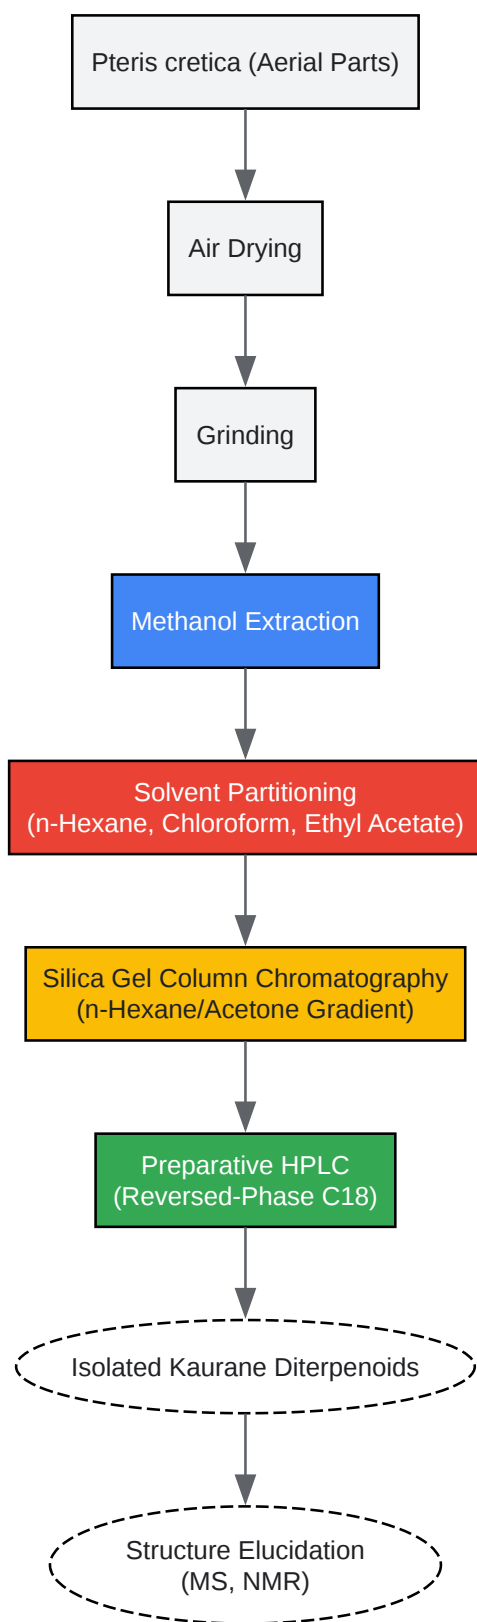 Pteris cretica (Aerial Parts)
Air Drying
Grinding
Methanol Extraction
Solvent Partitioning
(n-Hexane, Chloroform, Ethyl Acetate)
Silica Gel Column Chromatography
(n-Hexane/Acetone Gradient)
Preparative HPLC
(Reversed-Phase C18)
Isolated Kaurane Diterpenoids
Structure Elucidation
(MS, NMR)